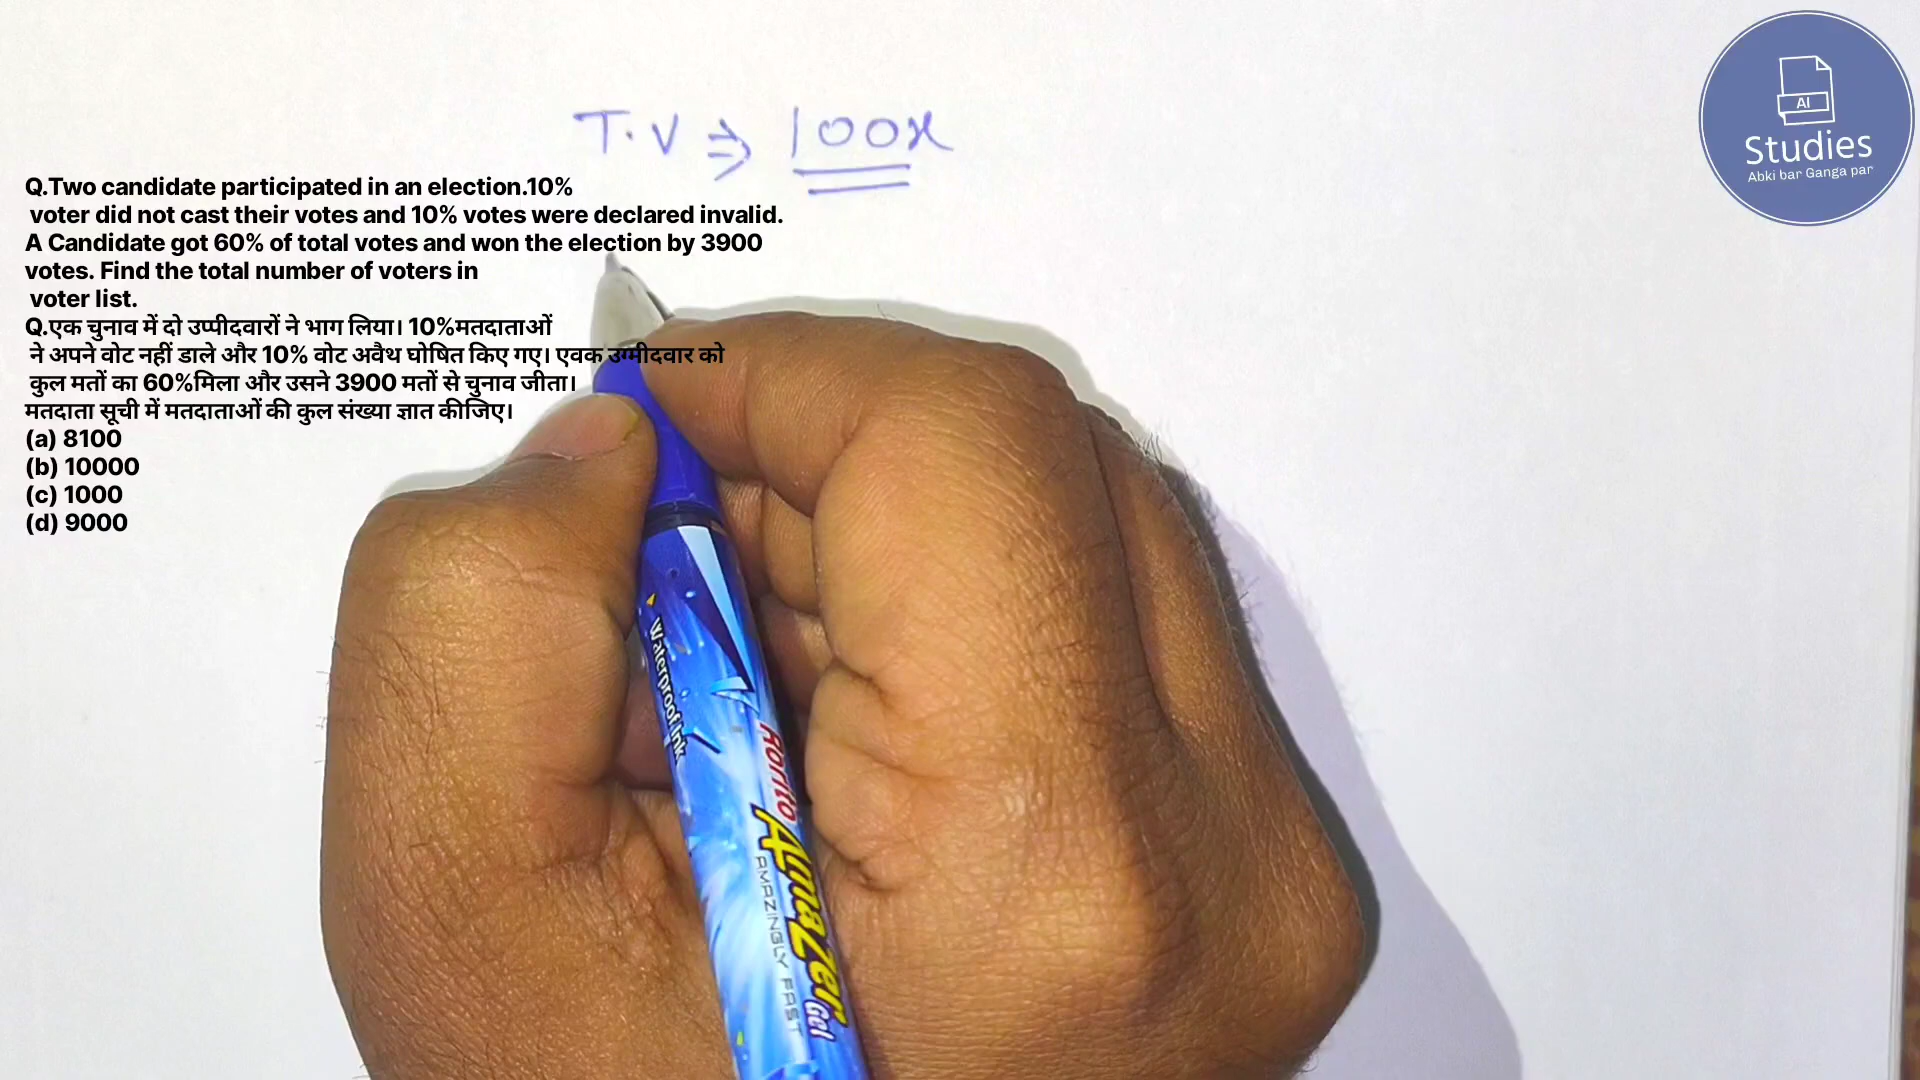 T.V ⇒ 100x
AI
Studies
Abki bar Ganga par
Q.Two candidate participated in an election.10%
voter did not cast their votes and 10% votes were declared invalid.
A Candidate got 60% of total votes and won the election by 3900
votes. Find the total number of voters in
voter list.
Q.एक चुनाव में दो उप्पीदवारों ने भाग लिया। 10%मतदाताओं
ने अपने वोट नहीं डाले और 10% वोट अवैथ घोषित किए गए। एवक उग्मीदवार को
कुल मतों का 60%मिला और उसने 3900 मतों से चुनाव जीता।
मतदाता सूची में मतदाताओं की कुल संख्या ज्ञात कीजिए।
(a) 8100
(b) 10000
(c) 1000
(d) 9000
Waterproof Ink
Rorito
AmaZer
Gel
AMAZINGLY FAST